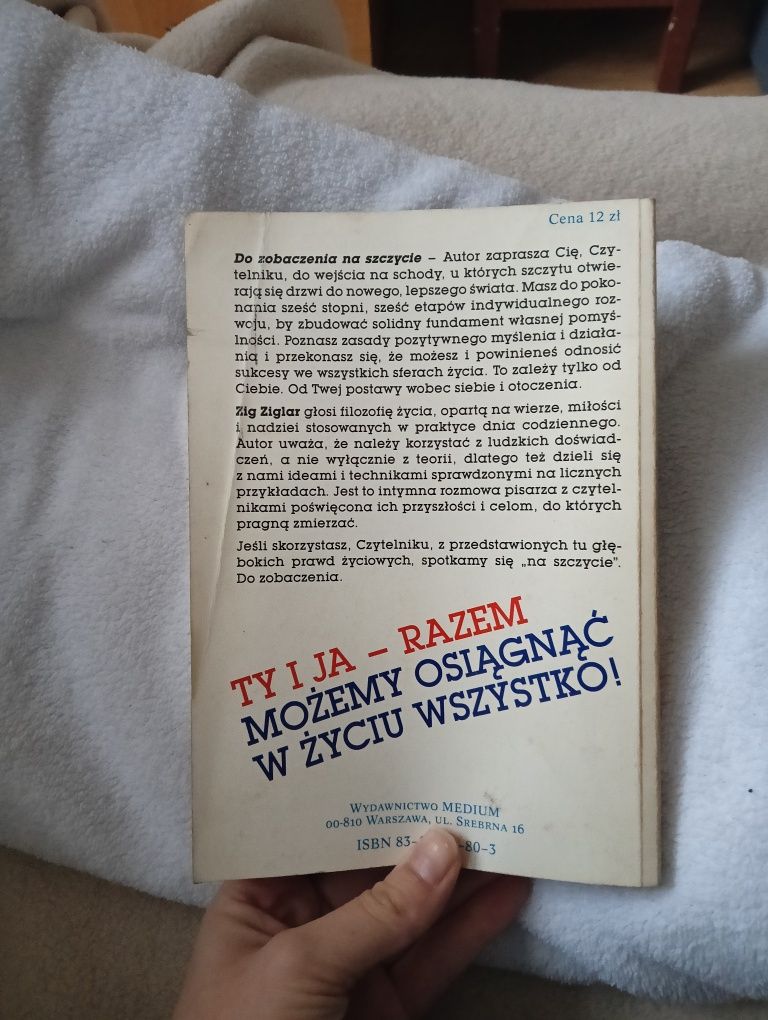 Cena 12 zł
Do zobaczenia na szczycie – Autor zaprasza Cię, Czy-
telniku, do wejścia na schody, u których szczytu otwie-
rają się drzwi do nowego, lepszego świata. Masz do poko-
nania sześć stopni, sześć etapów indywidualnego roz-
woju, by zbudować solidny fundament własnej pomyś-
lności. Poznasz zasady pozytywnego myślenia i działa-
nia i przekonasz się, że możesz i powinieneś odnosić
sukcesy we wszystkich sferach życia. To zależy tylko od
Ciebie. Od Twej postawy wobec siebie i otoczenia.
Zig Ziglar głosi filozofię życia, opartą na wierze, miłości
i nadziei stosowanych w praktyce dnia codziennego.
Autor uważa, że należy korzystać z ludzkich doświad-
czeń, a nie wyłącznie z teorii, dlatego też dzieli się
z nami ideami i technikami sprawdzonymi na licznych
przykładach. Jest to intymna rozmowa pisarza z czytel-
nikami poświęcona ich przyszłości i celom, do których
pragną zmierzać.
Jeśli skorzystasz, Czytelniku, z przedstawionych tu głę-
bokich prawd życiowych, spotkamy się „na szczycie".
Do zobaczenia.
TY I JA – RAZEM
MOŻEMY OSIĄGNĄĆ
W ŻYCIU WSZYSTKO!
WYDAWNICTWO MEDIUM
00-810 WARSZAWA, UL. SREBRNA 16
ISBN 83- -80-3